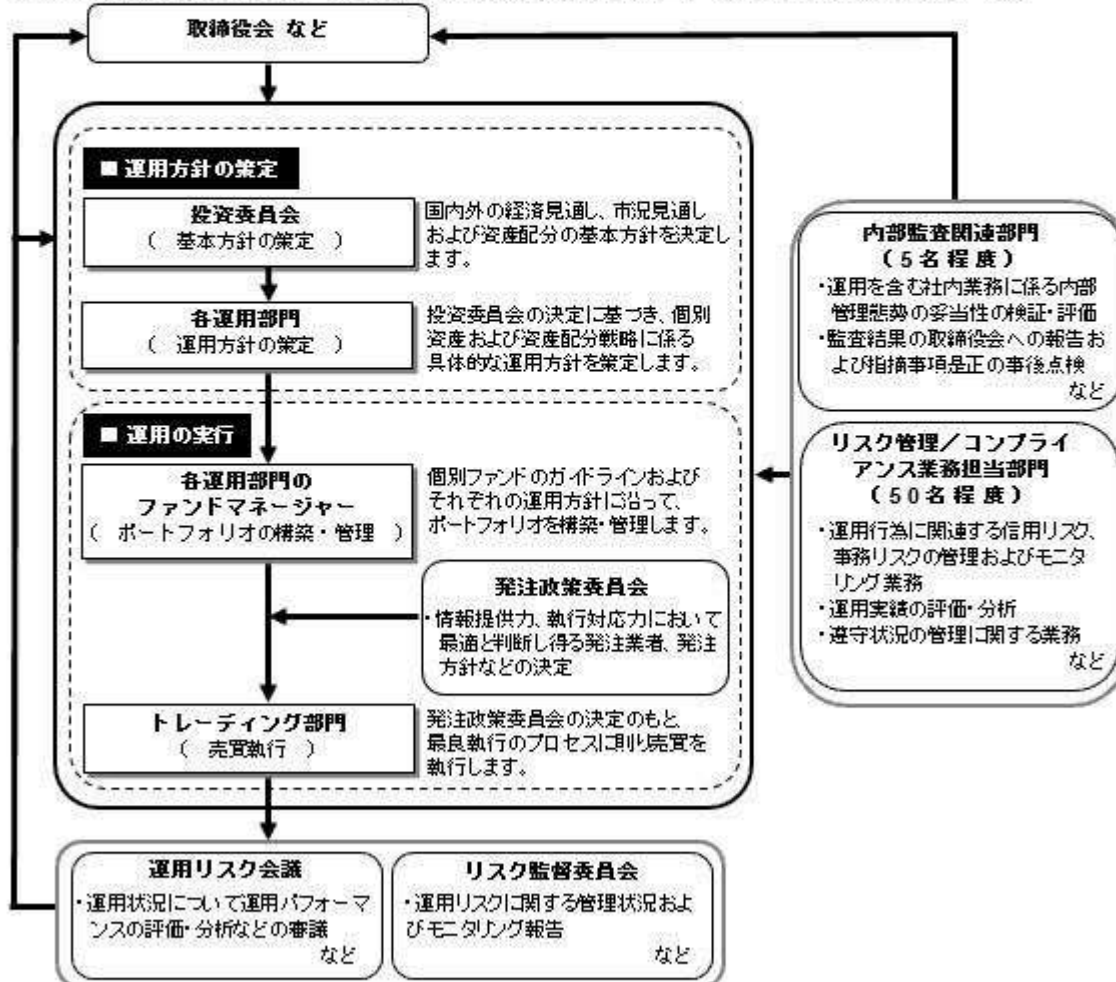 取締役会 など
■ 運用方針の策定
投資委員会
( 基本方針の策定 )
国内外の経済見通し、市況見通し
および資産配分の基本方針を決定し
ます。
各運用部門
( 運用方針の策定 )
投資委員会の決定に基づき、個別
資産および資産配分戦略に係る
具体的な運用方針を策定します。
■ 運用の実行
各運用部門の
ファンドマネージャー
( ポートフォリオの構築・管理 )
個別ファンドのガイドラインおよび
それぞれの運用方針に沿って、
ポートフォリオを構築・管理します。
発注政策委員会
・情報提供力、執行対応力において
最適と判断し得る発注業者、発注
方針などの決定
トレーディング部門
( 売買執行 )
発注政策委員会の決定のもと
最良執行のプロセスに則り売買を
執行します。
内部監査関連部門
(5名程度)
・運用を含む社内業務に係る内部
管理態勢の妥当性の検証・評価
・監査結果の取締役会への報告お
よび指摘事項是正の事後点検
など
リスク管理/コンプライ
アンス業務担当部門
(50名程度)
・運用行為に関連する信用リスク、
事務リスクの管理およびモニタ
リング業務
・運用実績の評価・分析
・遵守状況の管理に関する業務
など
運用リスク会議
・運用状況について運用パフォーマ
ンスの評価・分析などの審議
など
リスク監督委員会
・運用リスクに関する管理状況およ
びモニタリング報告
など